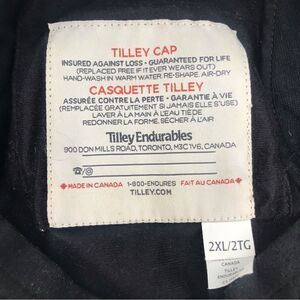 TILLEY CAP
INSURED AGAINST LOSS • GUARANTEED FOR LIFE
(REPLACED FREE IF IT EVER WEARS OUT)
HAND-WASH IN WARM WATER. RE-SHAPE. AIR-DRY
CASQUETTE TILLEY
ASSURÉE CONTRE LA PERTE • GARANTIE À VIE
(REMPLACÉE GRATUITEMENT SI JAMAIS ELLE S'USE)
LAVER À LA MAIN À L'EAU TIÈDE
REDONNER LA FORME. SÉCHER À L'AIR
Tilley Endurables
900 DON MILLS ROAD, TORONTO, M3C 1V6, CANADA
☎/@
MADE IN CANADA 1-800-ENDURES FAIT AU CANADA
TILLEY.COM
2XL/2TG
CANADA
TILLEY